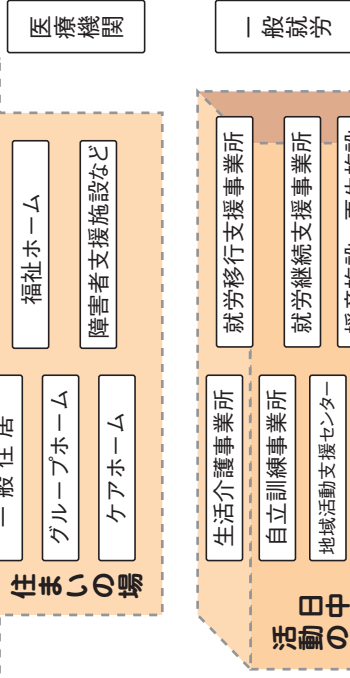 医療機関
一般就労
福祉ホーム
障害者支援施設など
一般住居
グループホーム
ケアホーム
住まいの場
就労移行支援事業所
就労継続支援事業所
生活介護事業所
自立訓練事業所
地域活動支援センター
日中
活動の